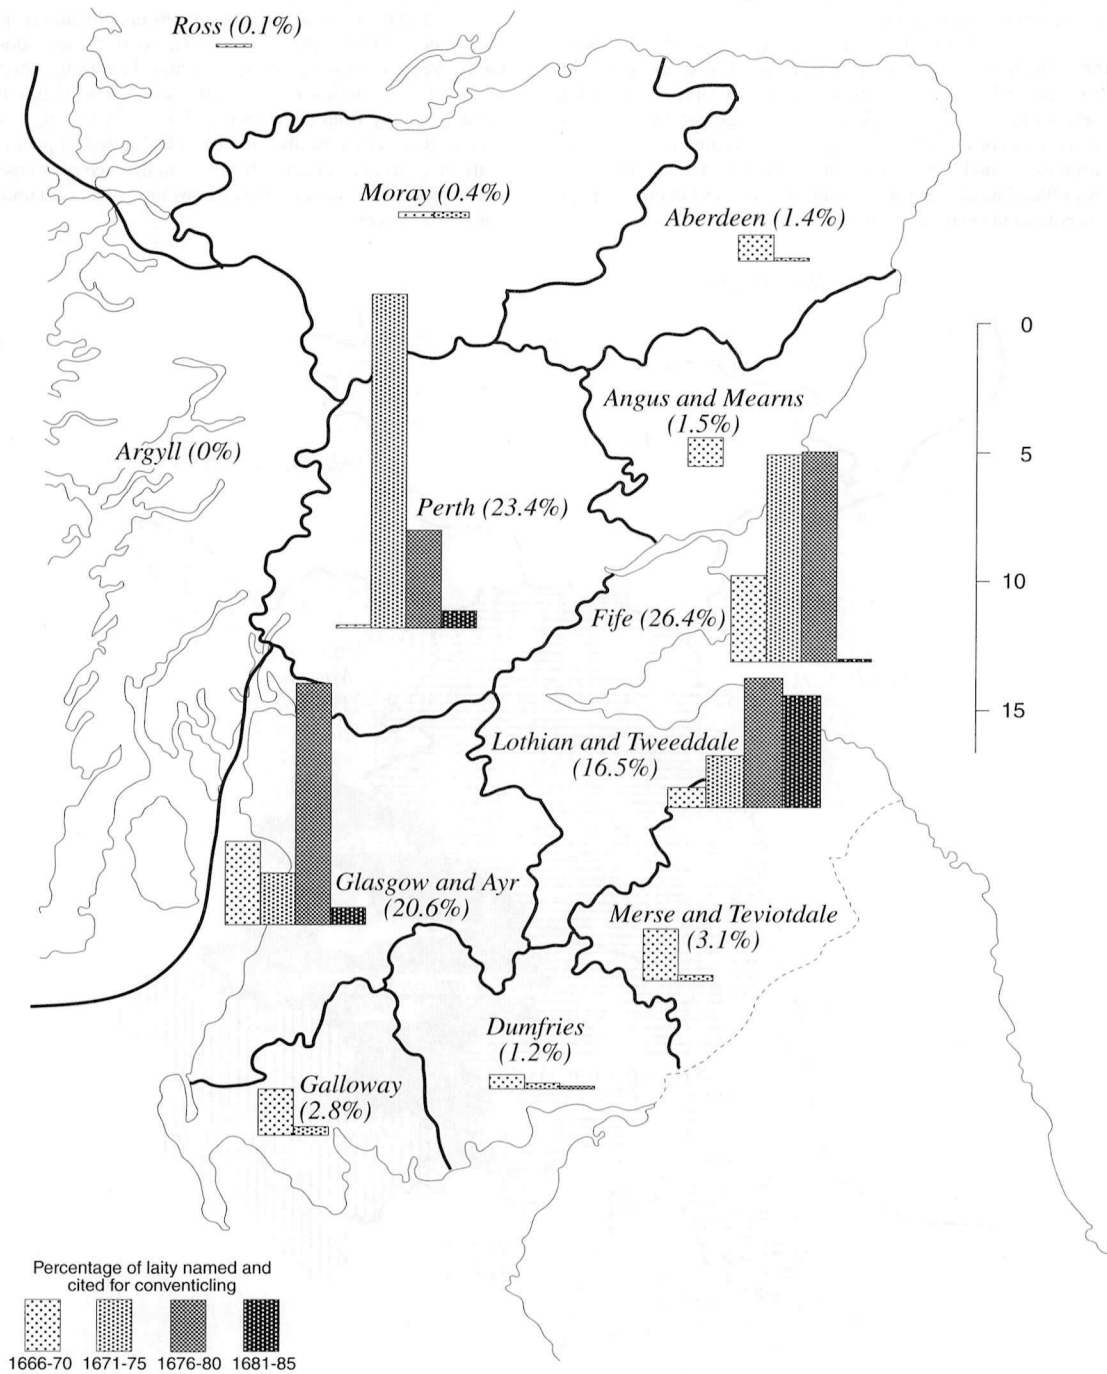 Ross (0.1%)
Moray (0.4%)
Aberdeen (1.4%)
0
Angus and Mearns
(1.5%)
Argyll (0%)
5
Perth (23.4%)
10
Fife (26.4%)
15
Lothian and Tweeddale
(16.5%)
Glasgow and Ayr
(20.6%)
Merse and Teviotdale
(3.1%)
Dumfries
(1.2%)
Galloway
(2.8%)
Percentage of laity named and
cited for conventicling
1666-70 1671-75 1676-80 1681-85